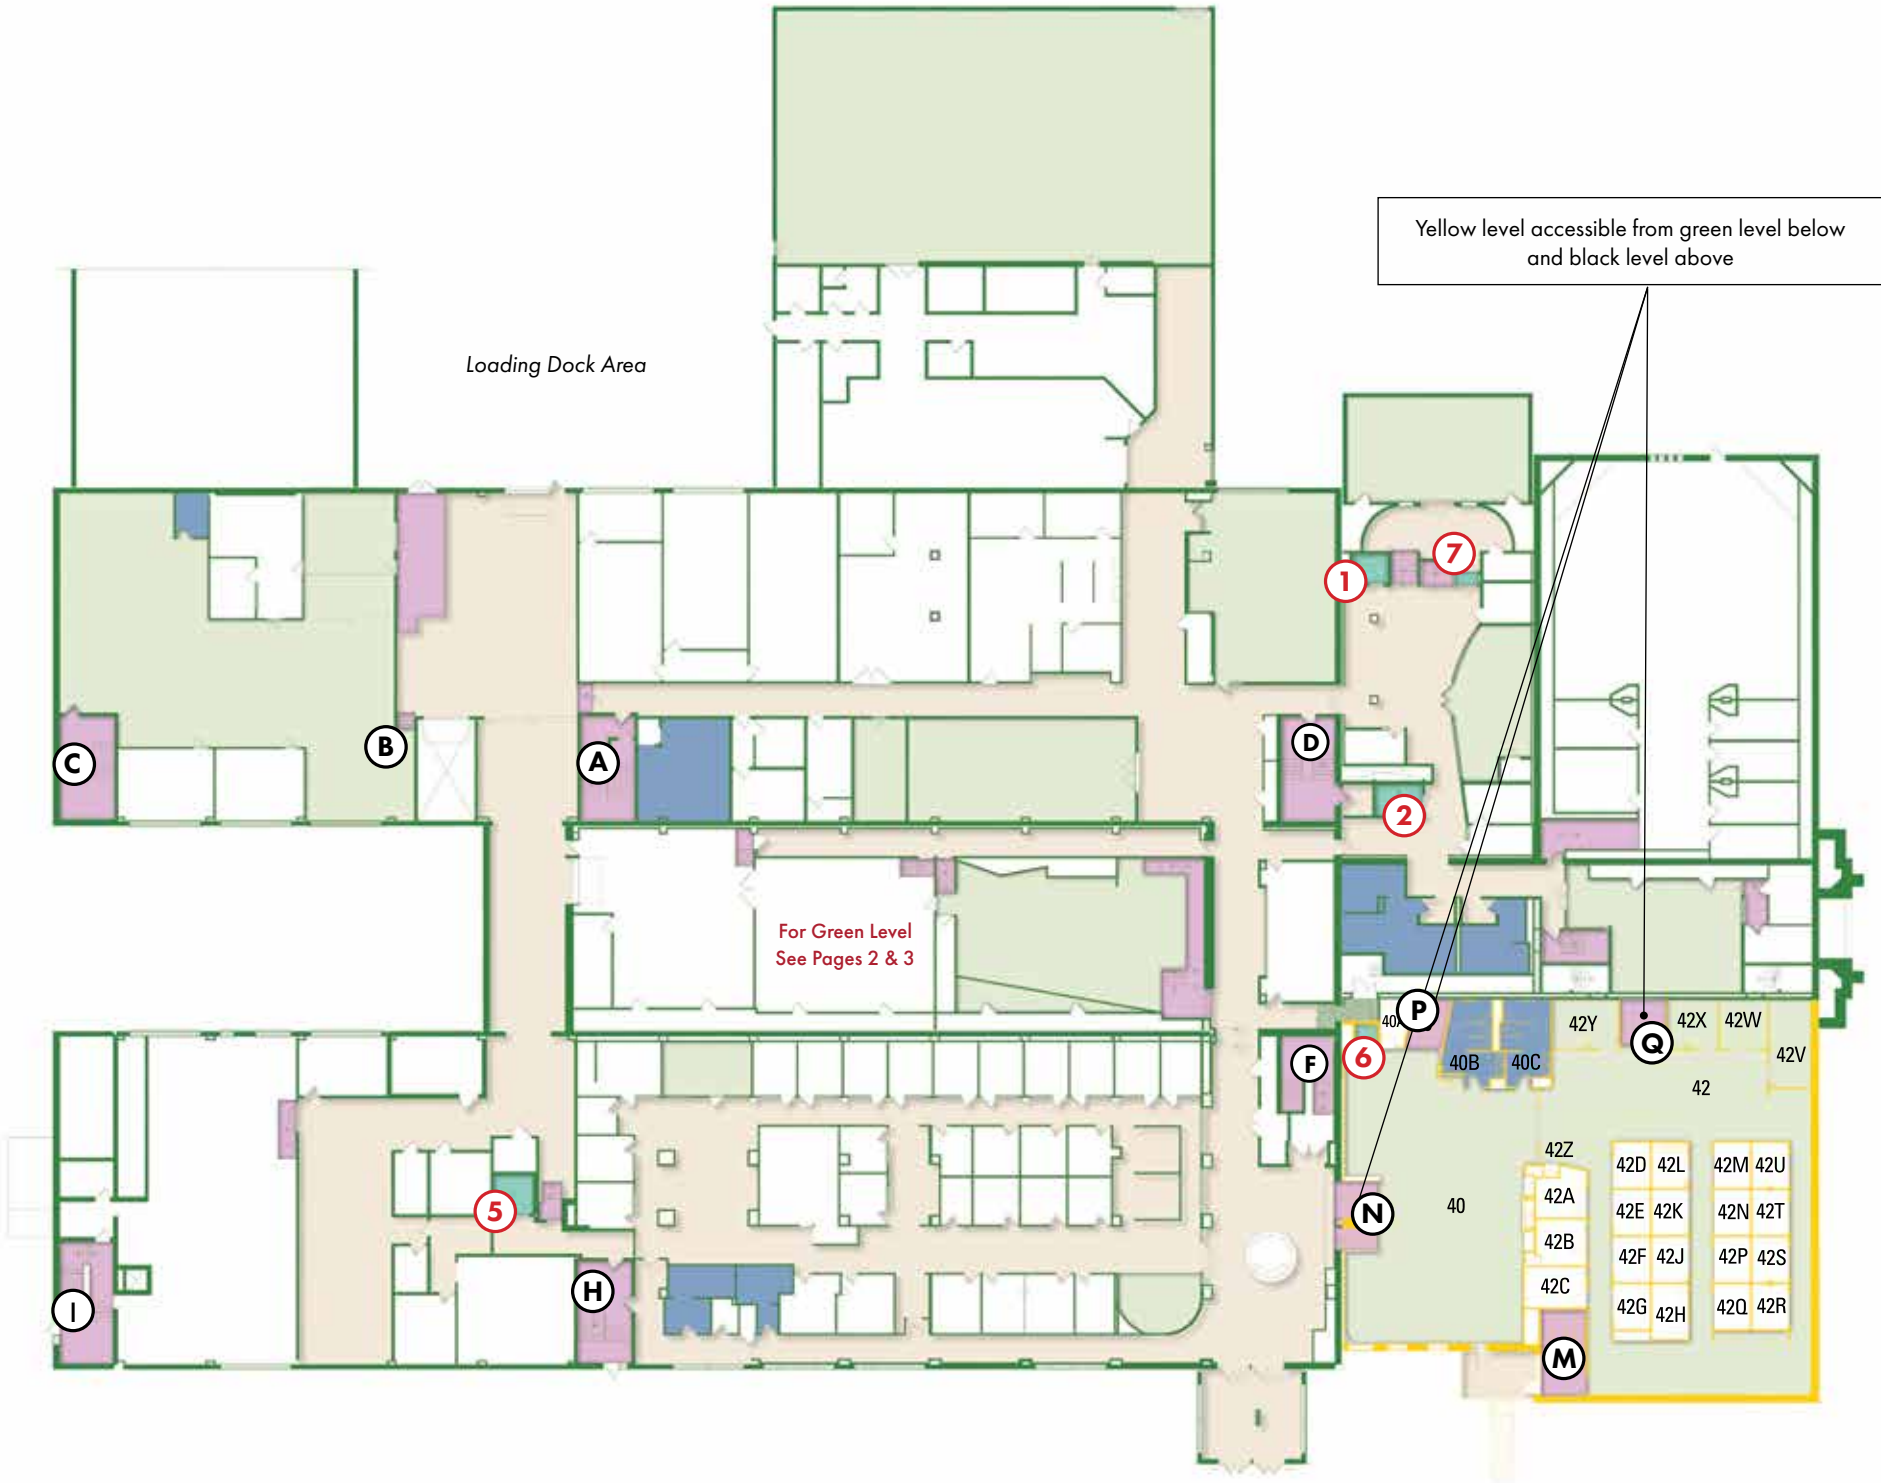 Yellow level accessible from green level below
and black level above
Loading Dock Area
7
1
D
C
B
A
2
For Green Level
See Pages 2 & 3
P
42Y
42X
42W
Q
42V
6
F
40B
40C
42
42Z
42D
42L
42M
42U
42A
5
N
40
42E
42K
42N
42T
42B
42F
42J
42P
42S
H
42C
I
42G
42H
42Q
42R
M